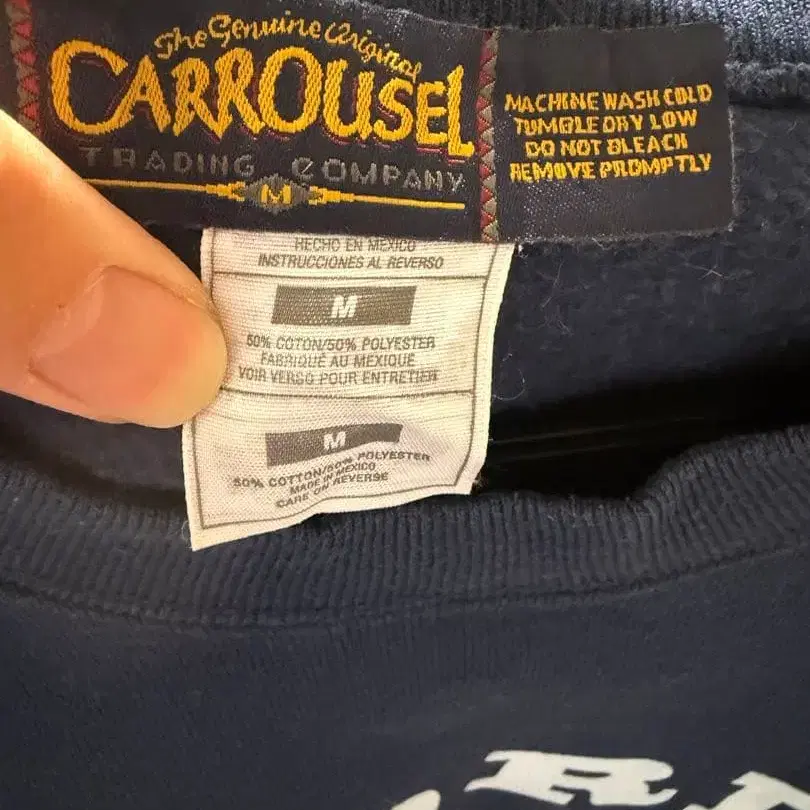 The Genuine Original
CARROUSEL
TRADING COMPANY
M
MACHINE WASH COLD
TUMBLE DRY LOW
DO NOT BLEACH
REMOVE PROMPTLY
HECHO EN MEXICO
INSTRUCCIONES AL REVERSO
M
50% COTON/50% POLYESTER
FABRIQUÉ AU MEXIQUE
VOIR VERSO POUR ENTRETIEN
M
50% COTTON/50% POLYESTER
MADE IN MEXICO
CARE ON REVERSE